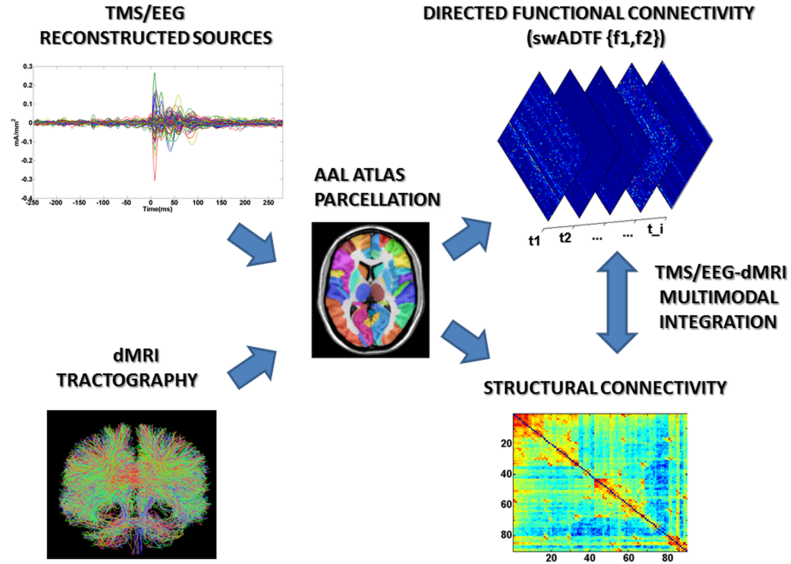 TMS/EEG
RECONSTRUCTED SOURCES
0.3
0.2
0.1
0
-0.1
-0.2
-0.3
0.4
mA/mm²
-250
-200
-150
-100
-50
0
50
100
150
200
250
Time(ms)
DIRECTED FUNCTIONAL CONNECTIVITY
(swADTF {f1,f2})
t1
t2
...
...
t_i
AAL ATLAS
PARCELLATION
TMS/EEG-dMRI
MULTIMODAL
INTEGRATION
dMRI
TRACTOGRAPHY
STRUCTURAL CONNECTIVITY
20
40
60
80
20
40
60
80